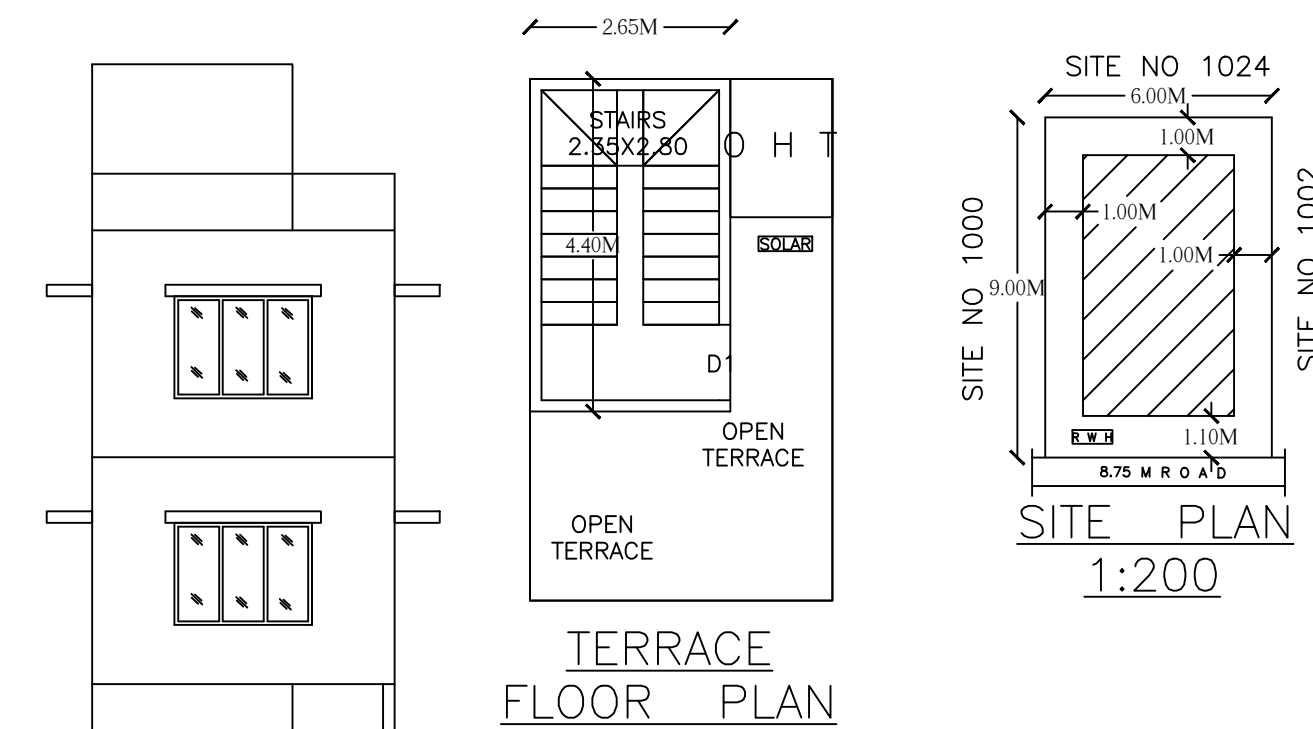 2.65M
STAIRS
2.35X2.80
O H T
4.40M
SOLAR
D1
OPEN
TERRACE
OPEN
TERRACE
TERRACE
FLOOR PLAN
SITE NO 1024
6.00M
1.00M
1.00M
1.00M
9.00M
SITE NO 1000
SITE NO 1002
R W H
1.10M
8.75 M R O A D
SITE PLAN
1:200